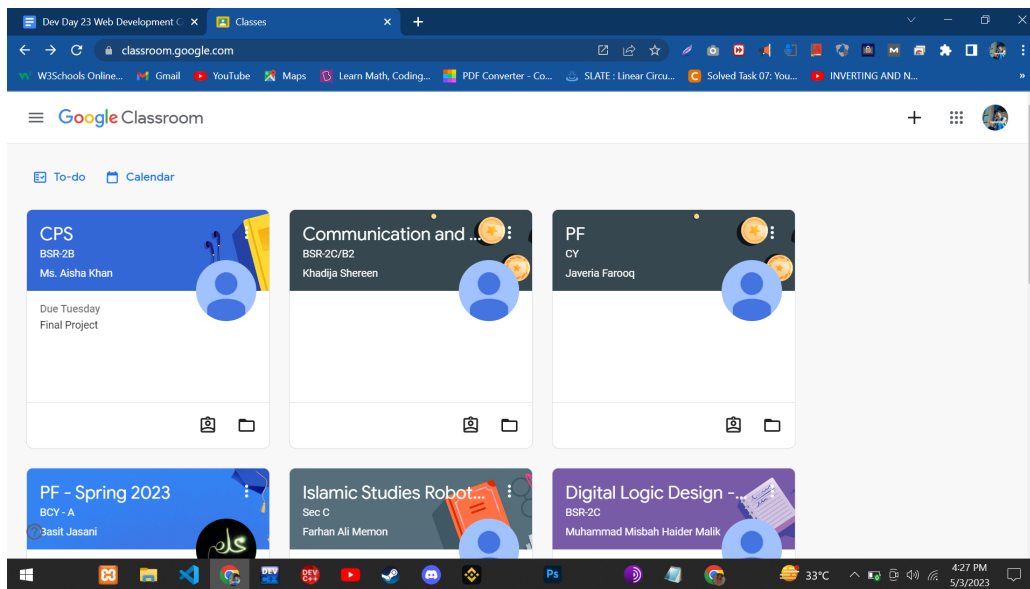 Dev Day 23 Web Development C
Classes
classroom.google.com
W3Schools Online...
Gmail
YouTube
Maps
Learn Math, Coding...
PDF Converter - Co...
SLATE : Linear Circu...
Solved Task 07: You...
INVERTING AND N...
»
Google Classroom
To-do
Calendar
CPS
BSR-2B
Ms. Aisha Khan
Due Tuesday
Final Project
Communication and ...
BSR-2C/B2
Khadija Shereen
PF
CY
Javeria Farooq
PF - Spring 2023
BCY - A
Basit Jasani
علم
Islamic Studies Robot...
Sec C
Farhan Ali Memon
Digital Logic Design -...
BSR-2C
Muhammad Misbah Haider Malik
DEV
DEV
C++
Ps
33°C
4:27 PM
5/3/2023